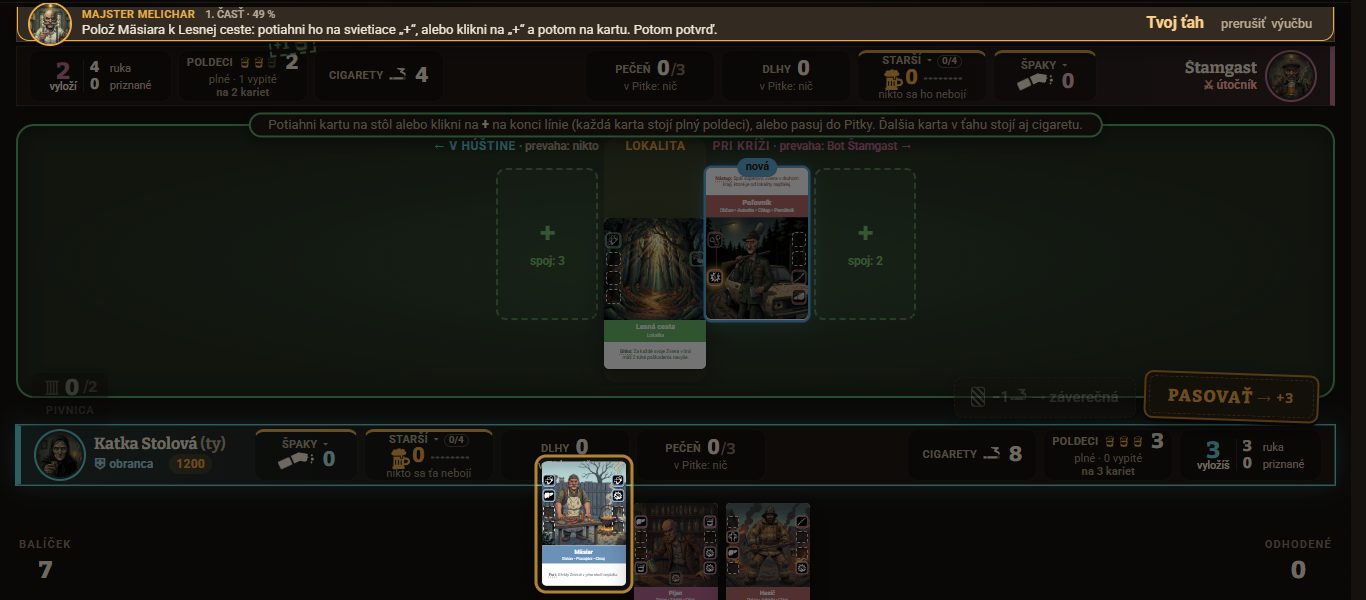 MAJSTER MELICHAR 1. ČASŤ · 49 %
Polož Mäsiara k Lesnej ceste: potiahni ho na svietiace „+“, alebo klikni na „+“ a potom na kartu. Potom potvrď.
Tvoj ťah
prerušiť výučbu
2
vyloží
4 ruka
0 priznané
POLDECI 2
plné · 1 vypité
na 2 kariet
CIGARETY 4
PEČEŇ 0/3
v Pitke: nič
DLHY 0
v Pitke: nič
STARŠÍ 0/4
0
nikto sa ho nebojí
ŠPAKY
0
Štamgast
útočník
Potiahni kartu na stôl alebo klikni na + na konci línie (každá karta stojí plný poldeci), alebo pasuj do Pitky. Ďalšia karta v ťahu stojí aj cigaretu.
← V HÚŠTINE · prevaha: nikto
LOKALITA
PRI KRÍŽI · prevaha: Bot Štamgast →
nová
+
spoj: 3
Lesná cesta
Lokalita
Poľovník
+
spoj: 2
0/2
PIVNICA
−1 → záverečná
PASOVAŤ → +3
Katka Stolová (ty)
obranca 1200
ŠPAKY
0
STARŠÍ 0/4
0
nikto sa ťa nebojí
DLHY 0
PEČEŇ 0/3
v Pitke: nič
CIGARETY 8
POLDECI 3
plné · 0 vypité
na 3 kariet
3
vyložíš
3 ruka
0 priznané
Mäsiar
Pijan
Hasič
BALÍČEK
7
ODHODENÉ
0